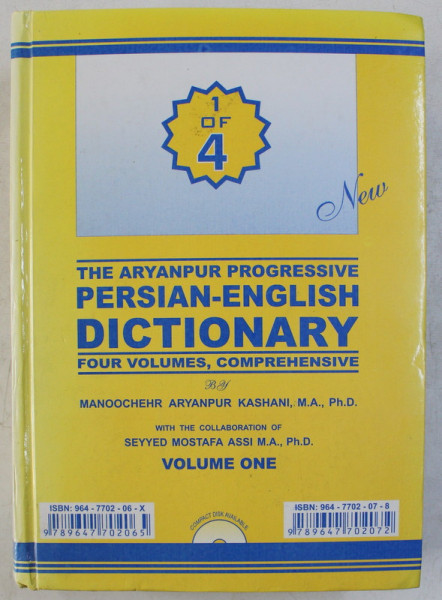 1
OF
4
New
THE ARYANPUR PROGRESSIVE
PERSIAN-ENGLISH
DICTIONARY
FOUR VOLUMES, COMPREHENSIVE
BY
MANOOCHEHR ARYANPUR KASHANI, M.A., Ph.D.
WITH THE COLLABORATION OF
SEYYED MOSTAFA ASSI M.A., Ph.D.
VOLUME ONE
ISBN: 964 - 7702 - 06 - X
9789647702065
COMPACT DISK AVAILABLE
ISBN: 964 - 7702 - 07 - 8
9789647702072